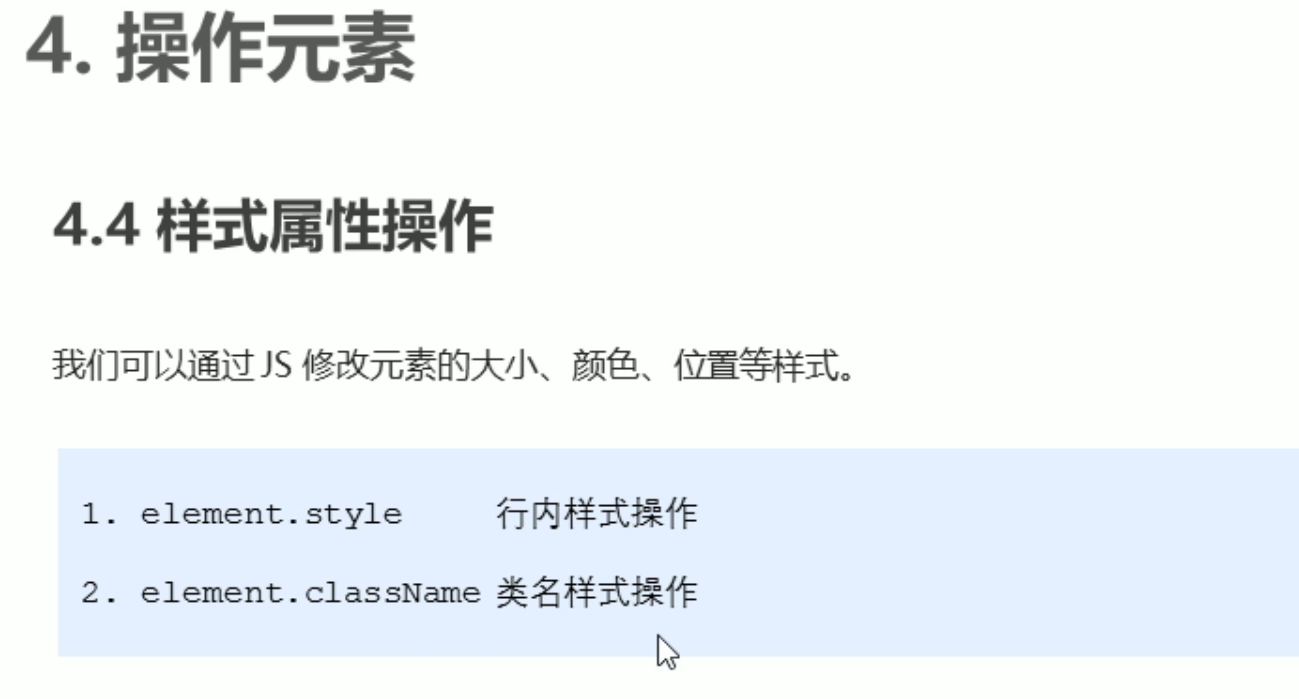 4. 操作元素
4.4 样式属性操作
我们可以通过 JS 修改元素的大小、颜色、位置等样式。
1. element.style 行内样式操作
2. element.className 类名样式操作